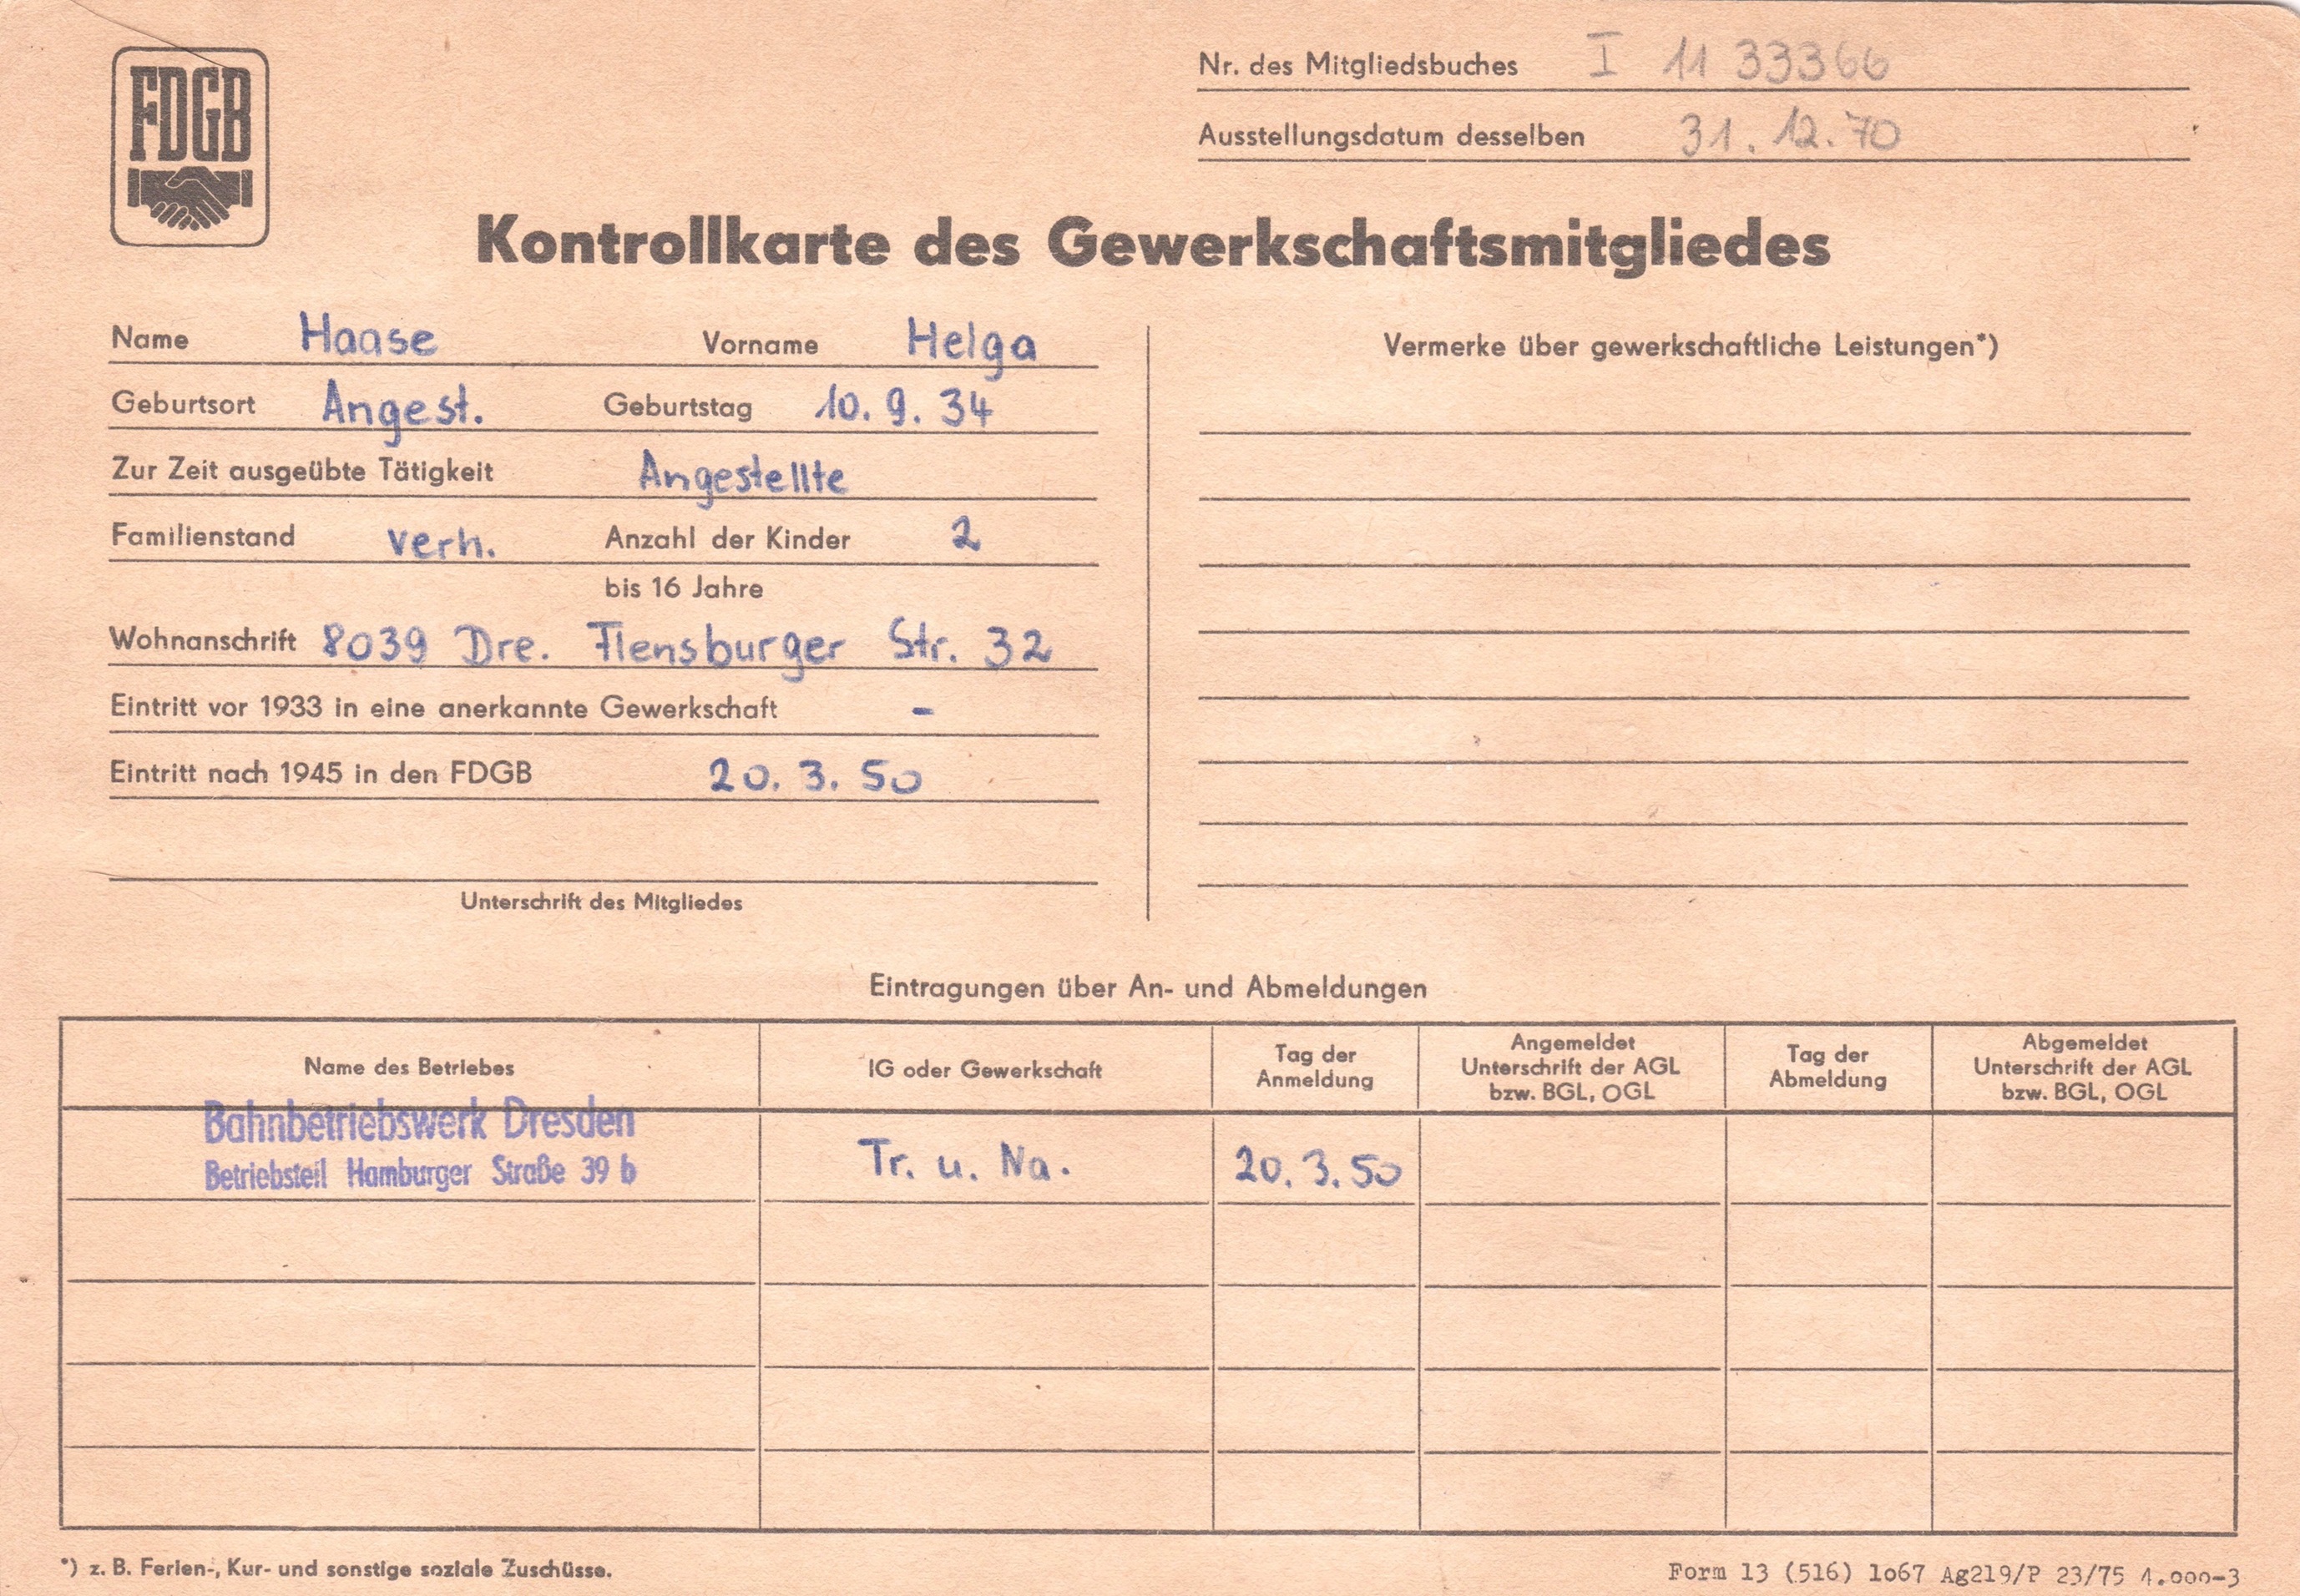 FDGB
Nr. des Mitgliedsbuches I 11 33366
Ausstellungsdatum desselben 31. 12. 70
Kontrollkarte des Gewerkschaftsmitgliedes
Name Haase Vorname Helga
Geburtsort Angest. Geburtstag 10. 9. 34
Zur Zeit ausgeübte Tätigkeit Angestellte
Familienstand verh. Anzahl der Kinder 2
bis 16 Jahre
Wohnanschrift 8039 Dre. Flensburger Str. 32
Eintritt vor 1933 in eine anerkannte Gewerkschaft -
Eintritt nach 1945 in den FDGB 20. 3. 50
Unterschrift des Mitgliedes
Vermerke über gewerkschaftliche Leistungen*)
Eintragungen über An- und Abmeldungen
Name des Betriebes IG oder Gewerkschaft Tag der Anmeldung Angemeldet Unterschrift der AGL bzw. BGL, OGL Tag der Abmeldung Abgemeldet Unterschrift der AGL bzw. BGL, OGL
Bahnbetriebswerk Dresden
Betriebsteil Hamburger Straße 39 b Tr. u. Na. 20. 3. 50
*) z. B. Ferien-, Kur- und sonstige soziale Zuschüsse.
Form 13 (516) 1o67 Ag219/P 23/75 4.000-3